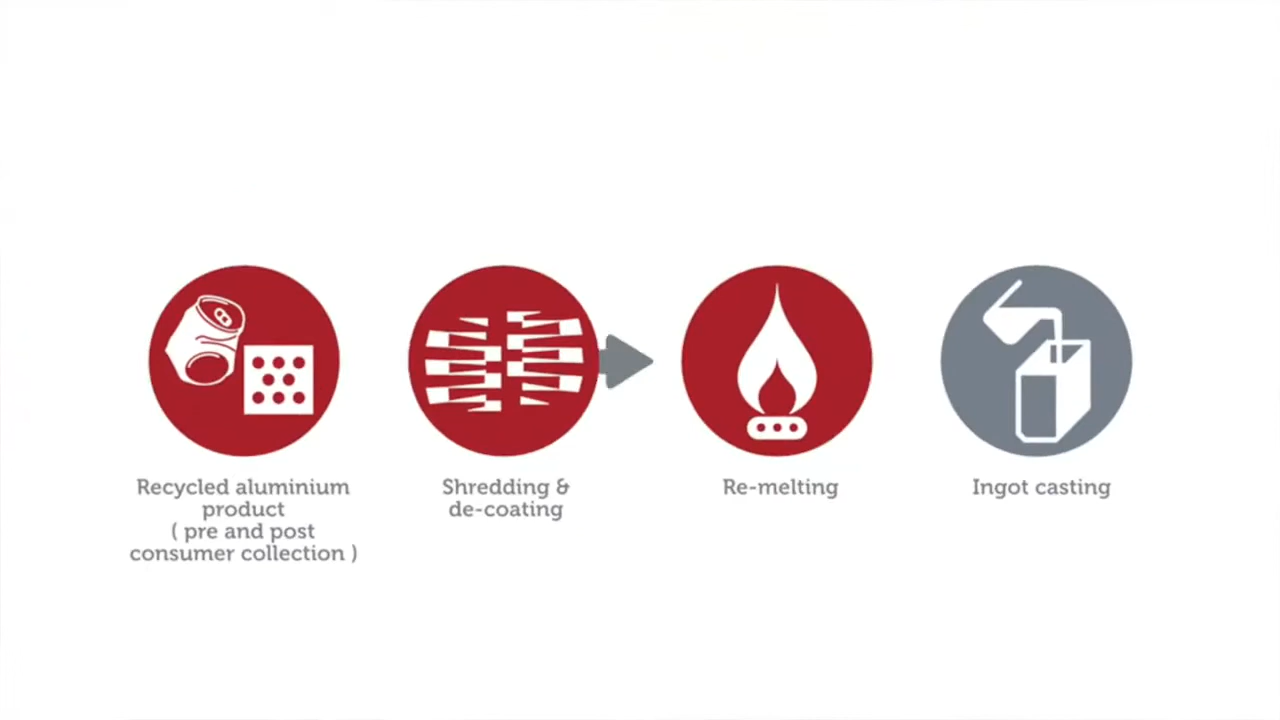 Recycled aluminium
product
( pre and post
consumer collection )
Shredding &
de-coating
Re-melting
Ingot casting